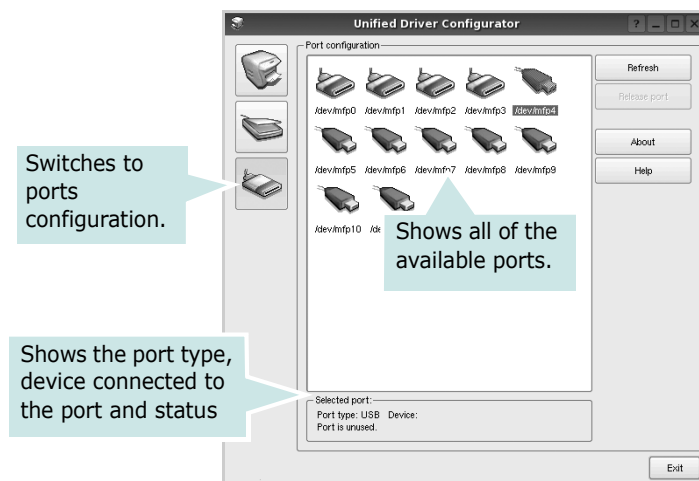 Unified Driver Configurator
Port configuration
/dev/mfp0 /dev/mfp1 /dev/mfp2 /dev/mfp3 /dev/mfp4
/dev/mfp5 /dev/mfp6 /dev/mfp7 /dev/mfp8 /dev/mfp9
/dev/mfp10
Refresh
Release port
About
Help
Switches to
ports
configuration.
Shows all of the
available ports.
Shows the port type,
device connected to
the port and status
Selected port:
Port type: USB Device:
Port is unused.
Exit